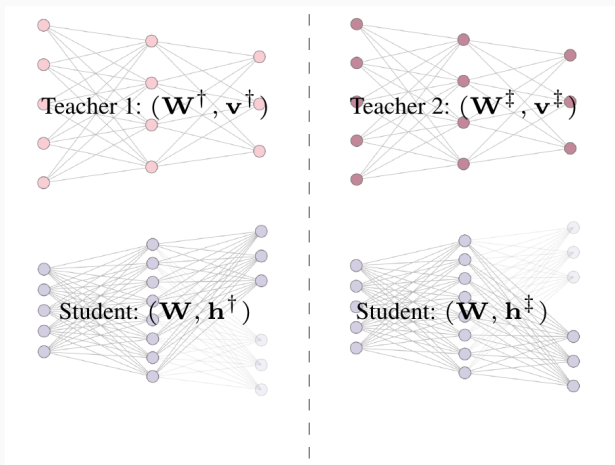 Teacher 1: (W†, v†)
Teacher 2: (W‡, v‡)
Student: (W, h†)
Student: (W, h‡)